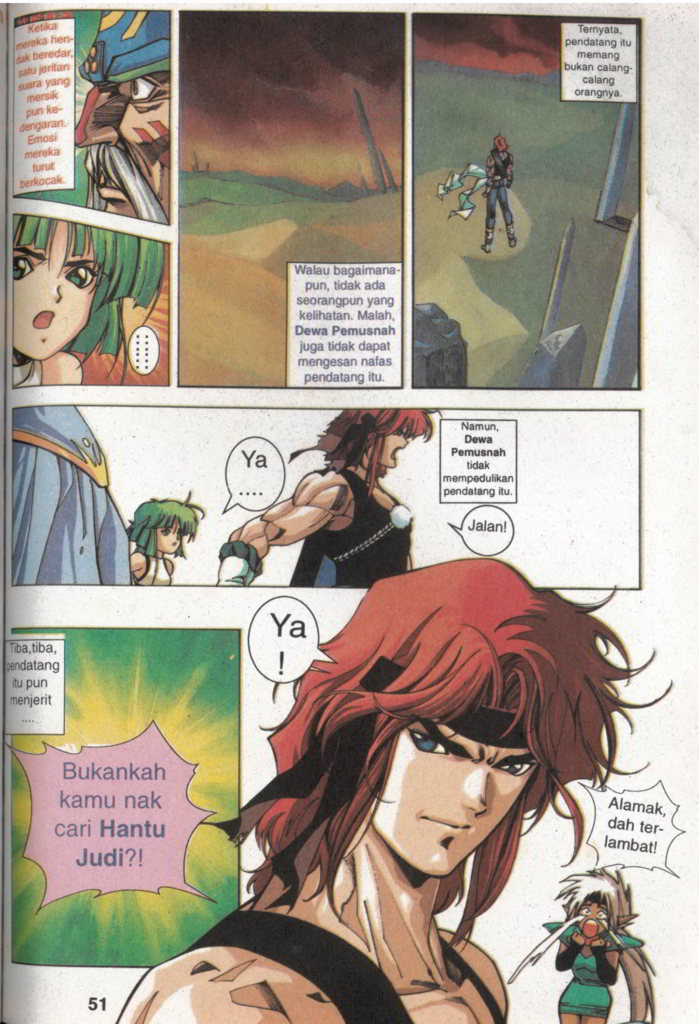 Ketika
mereka hen-
dak beredar,
satu jeritan
suara yang
mersik
pun ke-
dengaran.
Emosi
mereka
turut
berkocak.
Walau bagaimana-
pun, tidak ada
seorangpun yang
kelihatan. Malah,
Dewa Pemusnah
juga tidak dapat
mengesan nafas
pendatang itu.
Ternyata,
pendatang itu
memang
bukan calang-
calang
orangnya.
Ya
....
Namun,
Dewa
Pemusnah
tidak
mempedulikan
pendatang itu.
Jalan!
Tiba,tiba,
pendatang
itu pun
menjerit
....
Bukankah
kamu nak
cari Hantu
Judi?!
Ya
!
Alamak,
dah ter-
lambat!
51